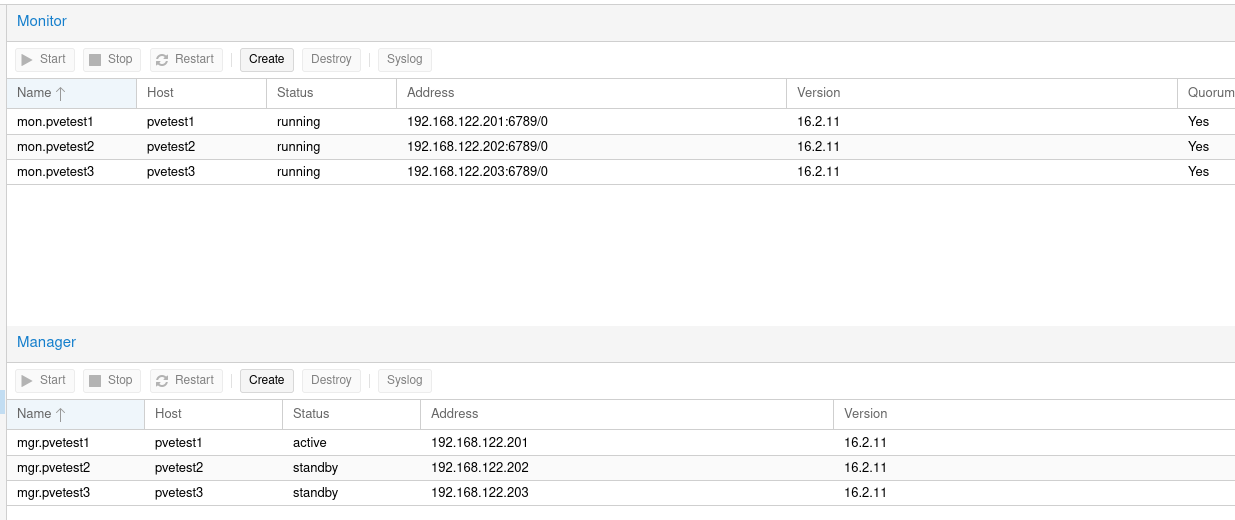 Monitor
Start Stop Restart Create Destroy Syslog
Name Host Status Address Version Quorum
mon.pvetest1 pvetest1 running 192.168.122.201:6789/0 16.2.11 Yes
mon.pvetest2 pvetest2 running 192.168.122.202:6789/0 16.2.11 Yes
mon.pvetest3 pvetest3 running 192.168.122.203:6789/0 16.2.11 Yes
Manager
Start Stop Restart Create Destroy Syslog
Name Host Status Address Version
mgr.pvetest1 pvetest1 active 192.168.122.201 16.2.11
mgr.pvetest2 pvetest2 standby 192.168.122.202 16.2.11
mgr.pvetest3 pvetest3 standby 192.168.122.203 16.2.11